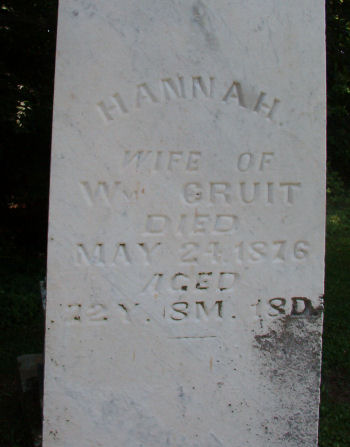 HANNAH.
WIFE OF
Wm GRUIT
DIED
MAY 24, 1876
AGED
8M. 18D.